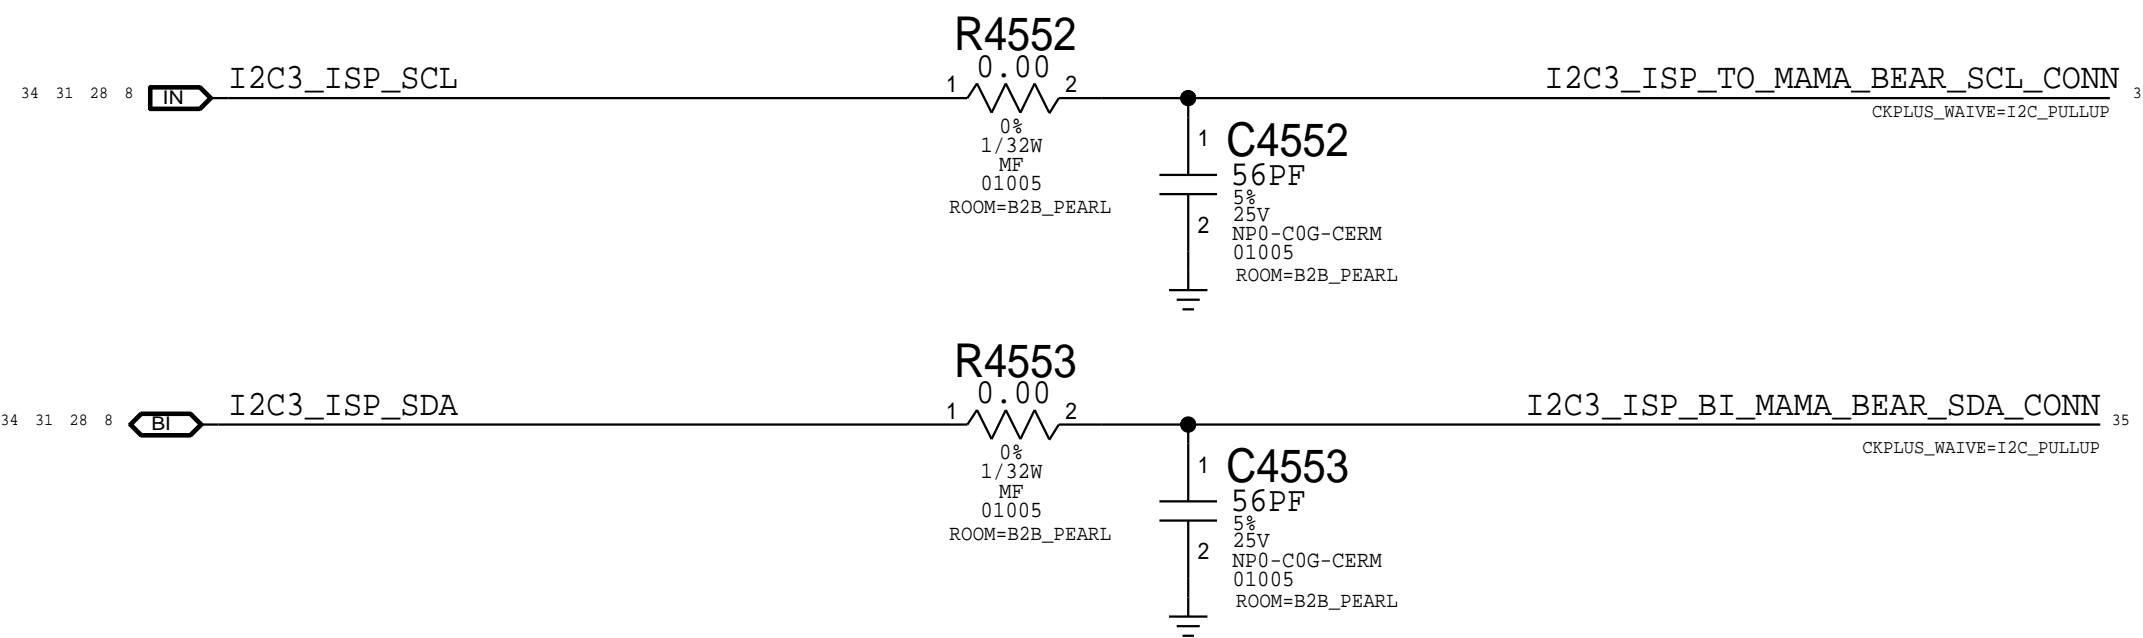 R4552
0.00
34 31 28 8 IN I2C3_ISP_SCL 1 2 I2C3_ISP_TO_MAMA_BEAR_SCL_CONN 3
CKPLUS_WAIVE=I2C_PULLUP
0%
1/32W
MF
01005
ROOM=B2B_PEARL
1 C4552
56PF
5%
25V
2 NP0-C0G-CERM
01005
ROOM=B2B_PEARL
R4553
0.00
34 31 28 8 BI I2C3_ISP_SDA 1 2 I2C3_ISP_BI_MAMA_BEAR_SDA_CONN 35
CKPLUS_WAIVE=I2C_PULLUP
0%
1/32W
MF
01005
ROOM=B2B_PEARL
1 C4553
56PF
5%
25V
2 NP0-C0G-CERM
01005
ROOM=B2B_PEARL